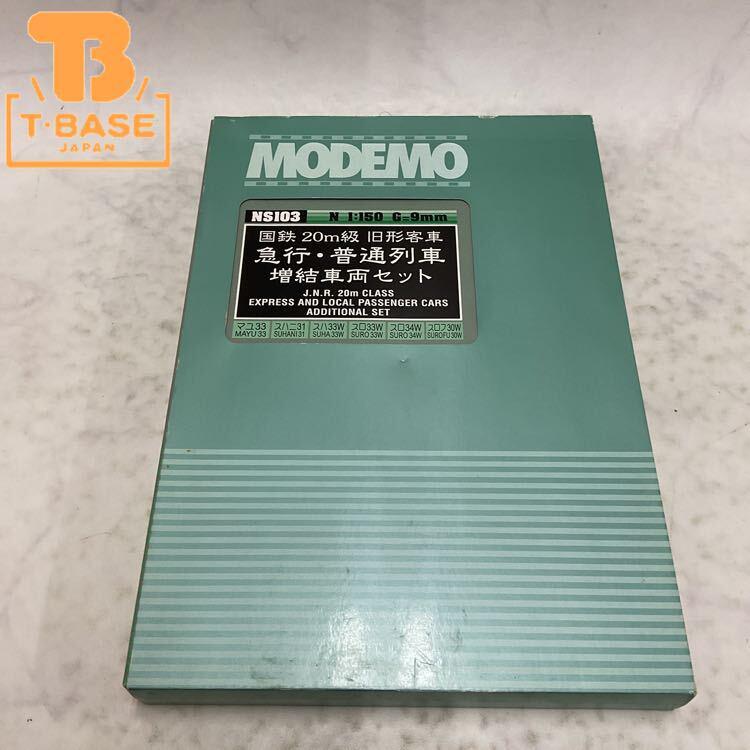 T・BASE
JAPAN
MODEMO
NS103 N 1:150 G=9mm
国鉄 20m級 旧形客車
急行・普通列車
増結車両セット
J.N.R. 20m CLASS
EXPRESS AND LOCAL PASSENGER CARS
ADDITIONAL SET
マユ33 スハニ31 スハ33W スロ33W スロ34W スロフ30W
MAYU 33 SUHANI 31 SUHA 33W SURO 33W SURO 34W SUROFU 30W